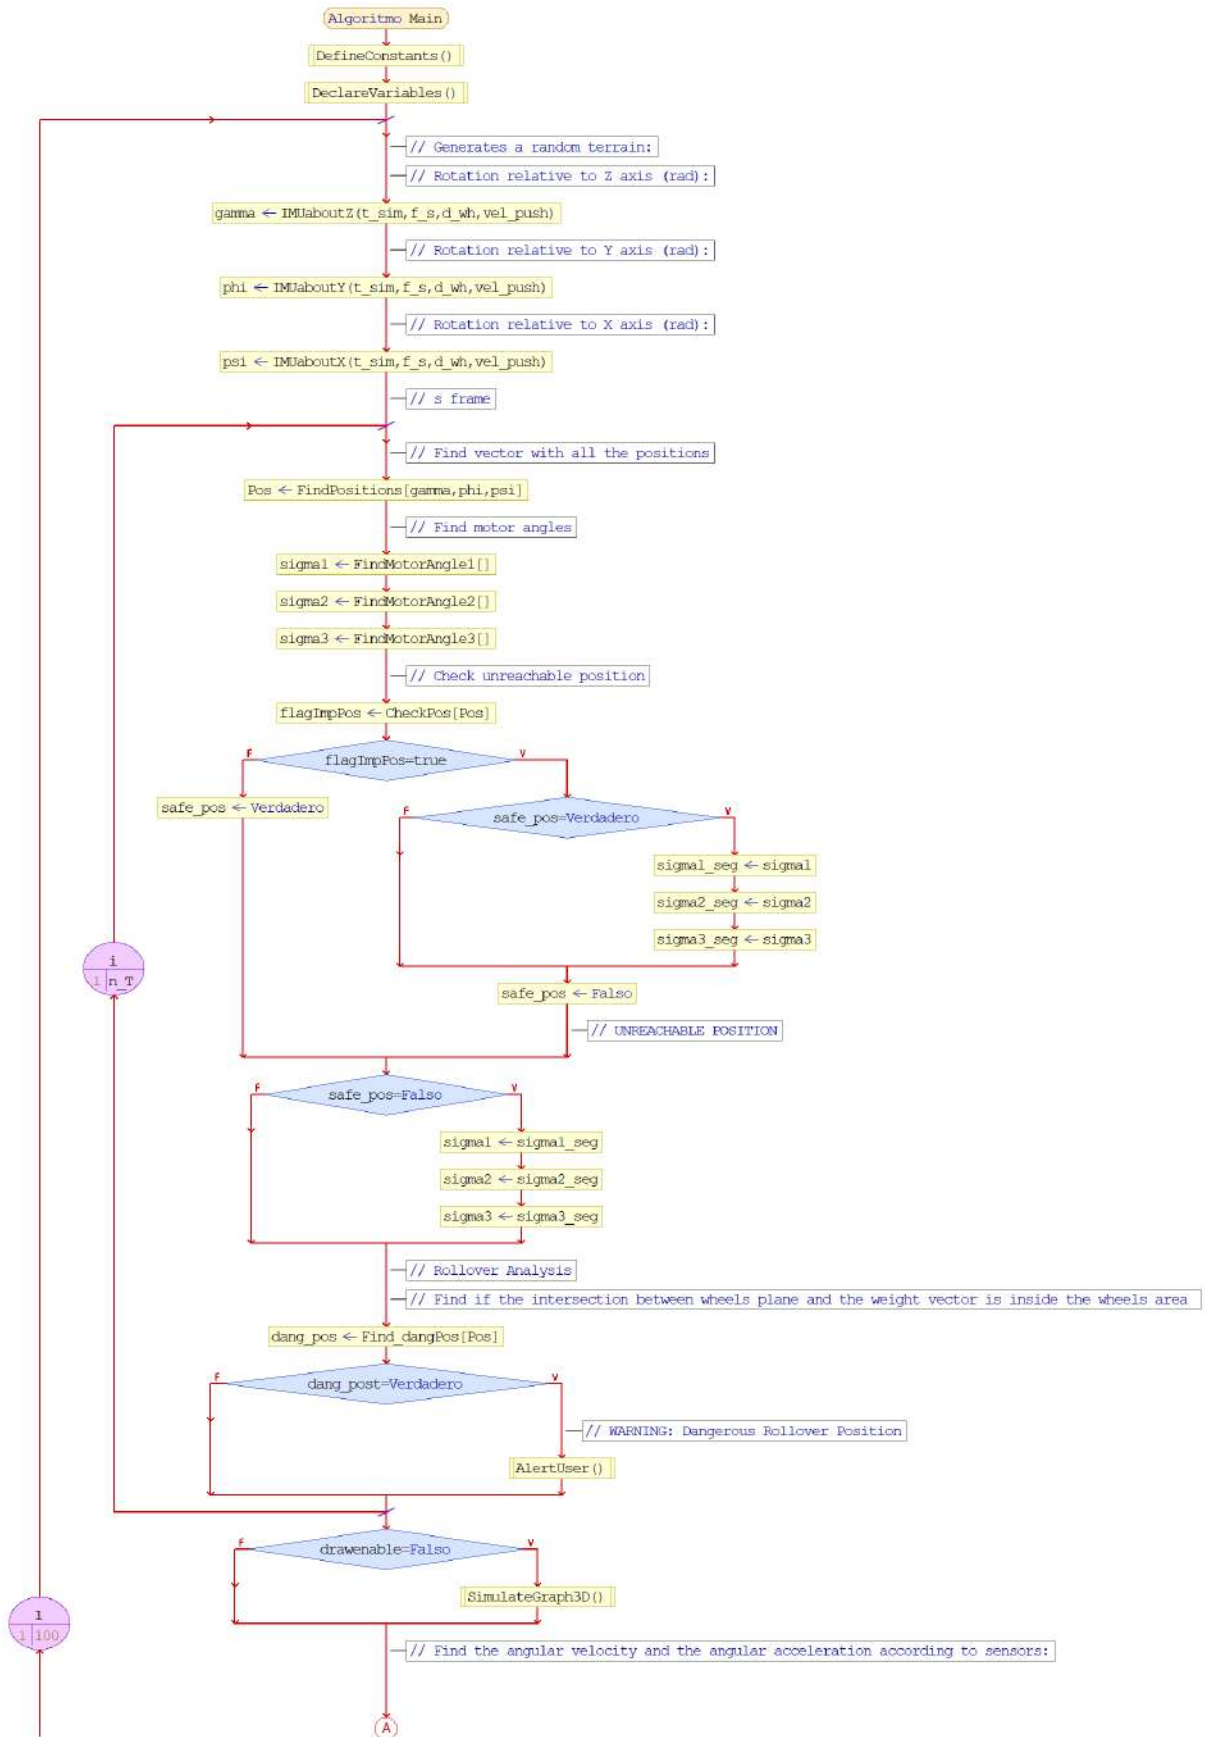 Algoritmo Main
DefineConstants()
DeclareVariables()
// Generates a random terrain:
// Rotation relative to Z axis (rad):
gamma ← IMUaboutZ(t_sim,f_s,d_wh,vel_push)
// Rotation relative to Y axis (rad):
phi ← IMUaboutY(t_sim,f_s,d_wh,vel_push)
// Rotation relative to X axis (rad):
psi ← IMUaboutX(t_sim,f_s,d_wh,vel_push)
// s frame
// Find vector with all the positions
Pos ← FindPositions[gamma,phi,psi]
// Find motor angles
sigma1 ← FindMotorAngle1[]
sigma2 ← FindMotorAngle2[]
sigma3 ← FindMotorAngle3[]
// Check unreachable position
flagImpPos ← CheckPos[Pos]
F
flagImpPos=true
V
safe_pos ← Verdadero
F
safe_pos=Verdadero
V
sigma1_seg ← sigma1
sigma2_seg ← sigma2
sigma3_seg ← sigma3
i
1 n_T
safe_pos ← Falso
// UNREACHABLE POSITION
F
safe_pos=Falso
V
sigma1 ← sigma1_seg
sigma2 ← sigma2_seg
sigma3 ← sigma3_seg
// Rollover Analysis
// Find if the intersection between wheels plane and the weight vector is inside the wheels area
dang_pos ← Find_dangPos[Pos]
F
dang_post=Verdadero
V
// WARNING: Dangerous Rollover Position
AlertUser()
F
drawenable=Falso
V
SimulateGraph3D()
l
1 100
// Find the angular velocity and the angular acceleration according to sensors:
A